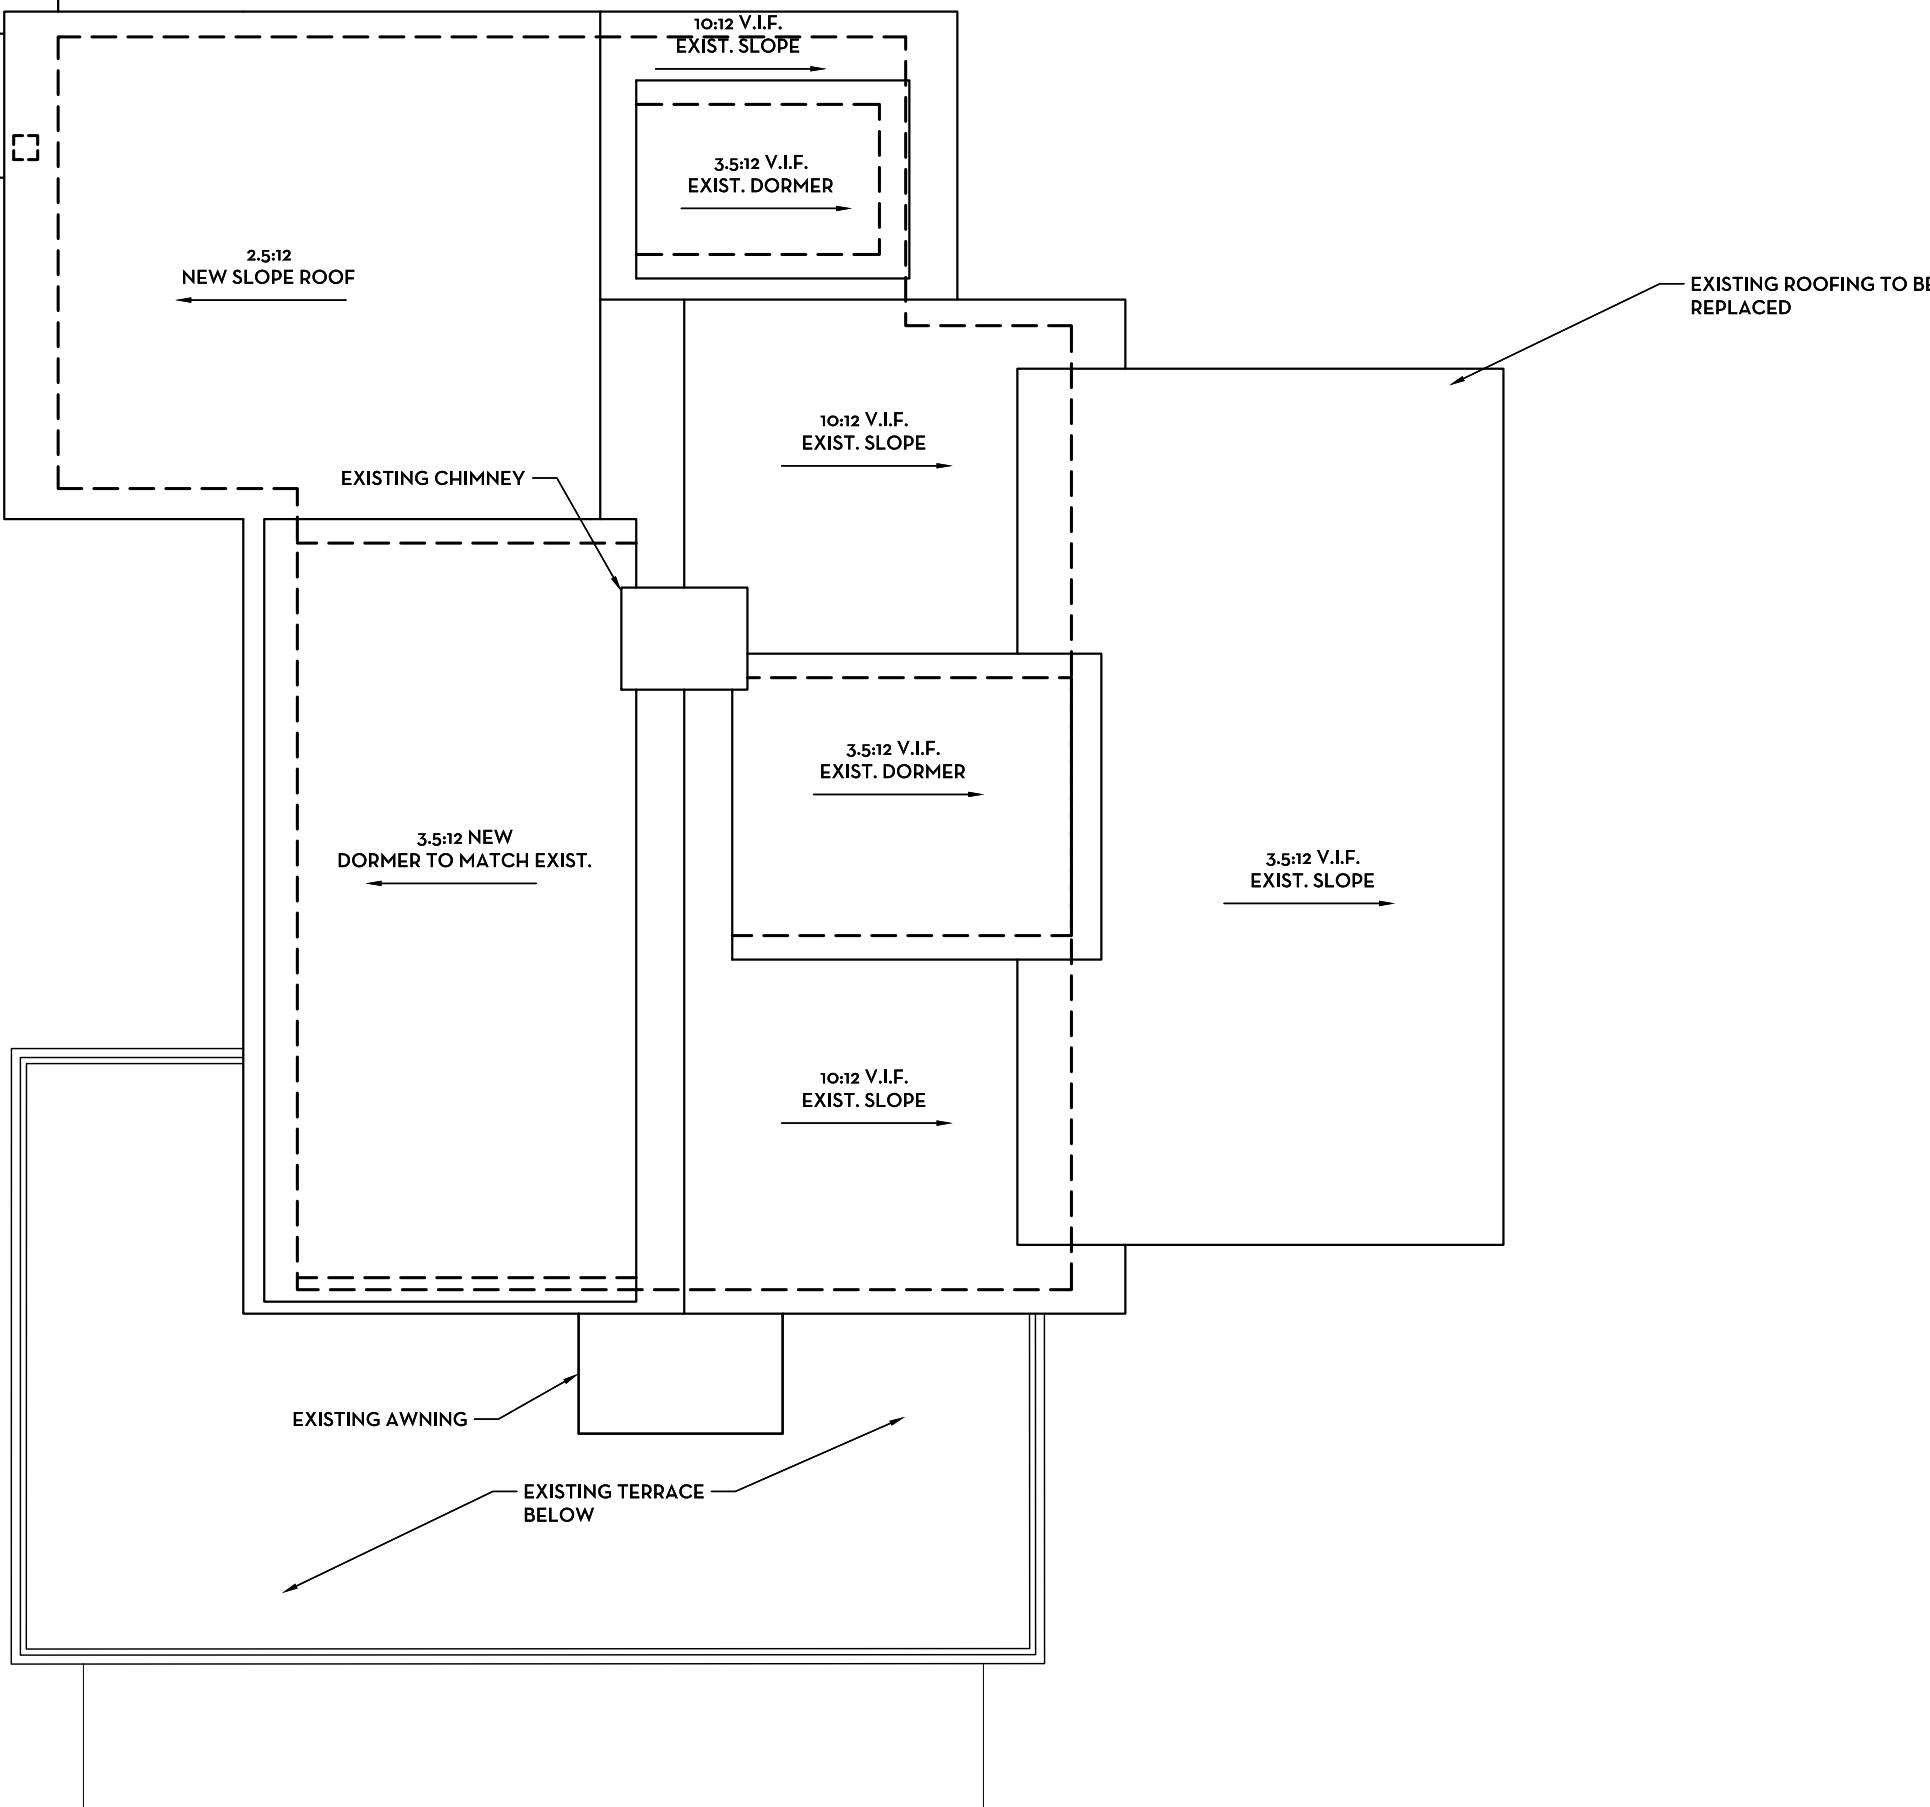 10:12 V.I.F.
EXIST. SLOPE
3.5:12 V.I.F.
EXIST. DORMER
2.5:12
NEW SLOPE ROOF
EXISTING ROOFING TO BE
REPLACED
10:12 V.I.F.
EXIST. SLOPE
EXISTING CHIMNEY
3.5:12 V.I.F.
EXIST. DORMER
3.5:12 NEW
DORMER TO MATCH EXIST.
3.5:12 V.I.F.
EXIST. SLOPE
10:12 V.I.F.
EXIST. SLOPE
EXISTING AWNING
EXISTING TERRACE
BELOW